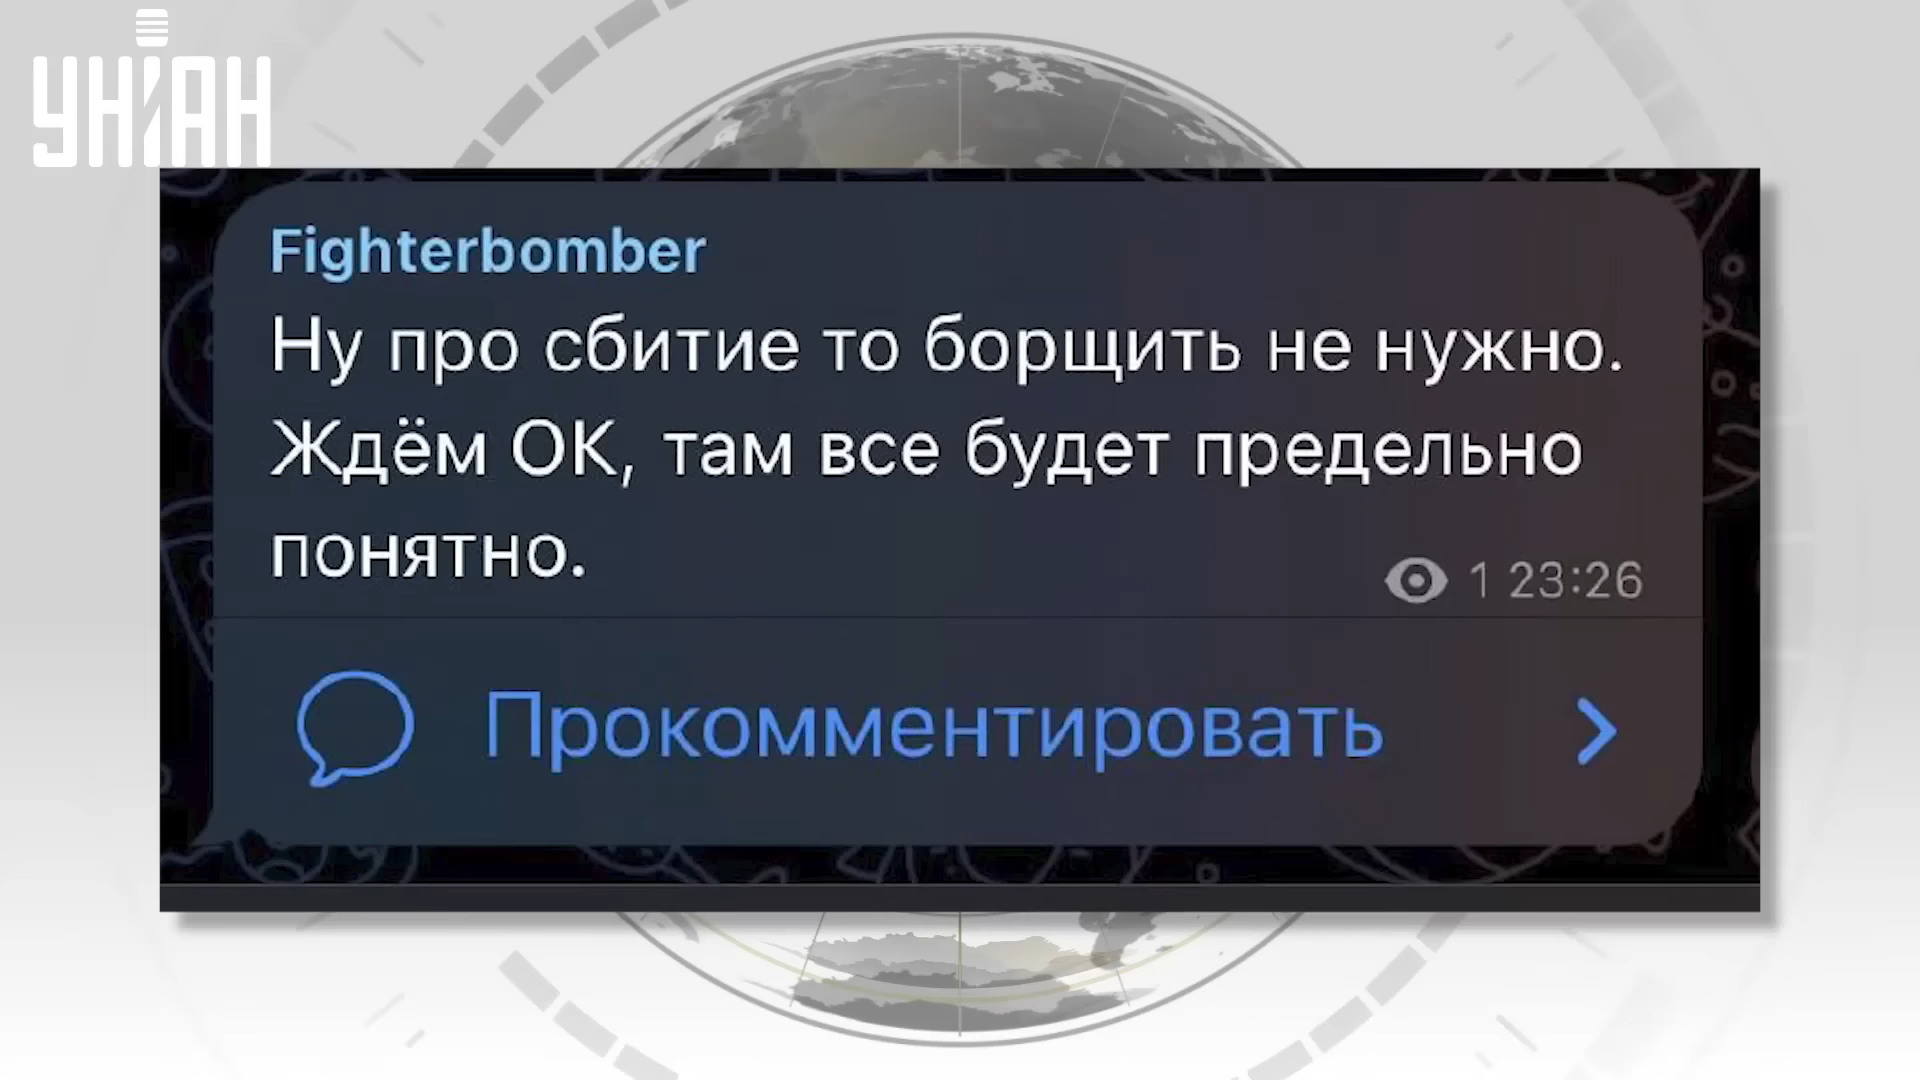 УНІАН
Fighterbomber
Ну про сбитие то борщить не нужно.
Ждём ОК, там все будет предельно
понятно.
1 23:26
Прокомментировать